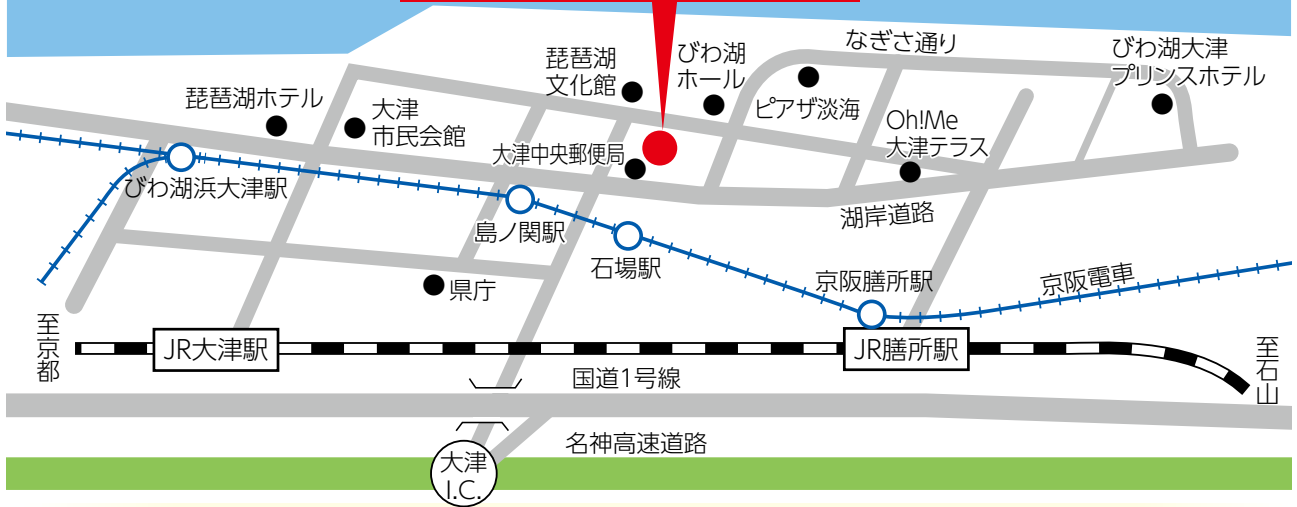 なぎさ通り
びわ湖大津
プリンスホテル
琵琶湖
文化館
びわ湖
ホール
琵琶湖ホテル
大津
市民会館
ピアザ淡海
Oh!Me
大津テラス
大津中央郵便局
びわ湖浜大津駅
島ノ関駅
湖岸道路
石場駅
県庁
京阪膳所駅
京阪電車
至京都
JR大津駅
JR膳所駅
至石山
国道1号線
名神高速道路
大津
I.C.